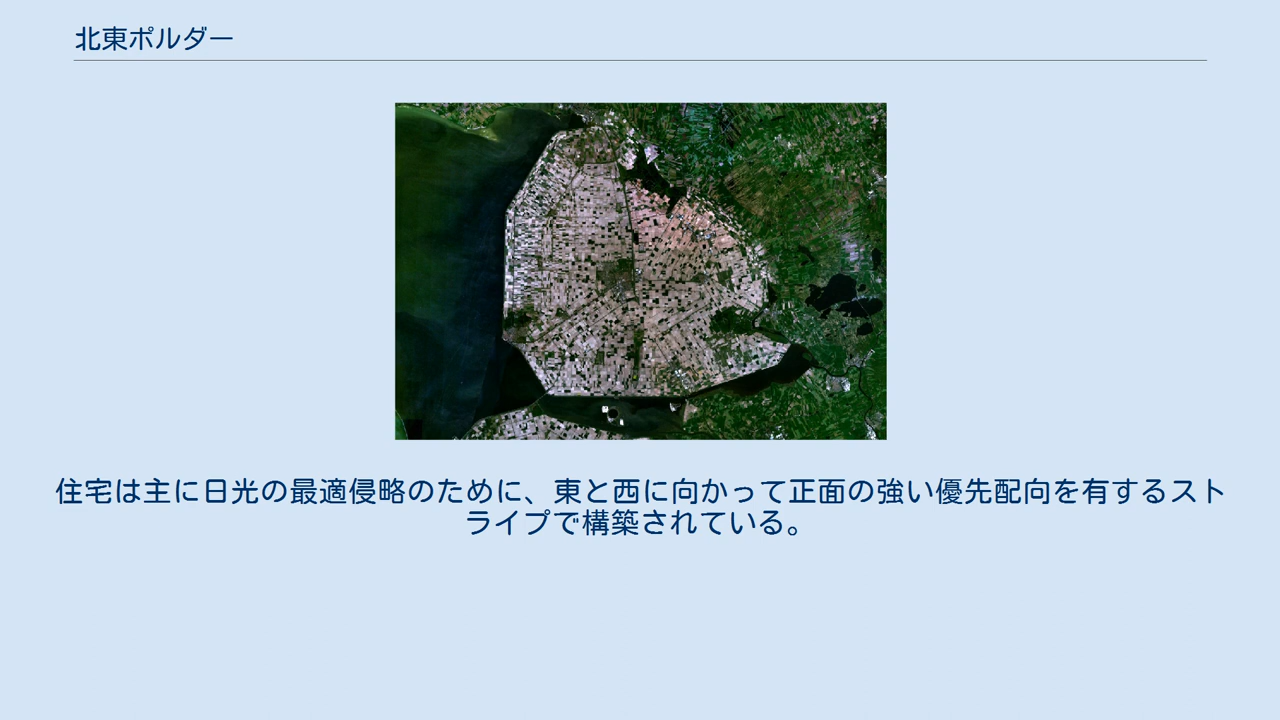 北東ポルダー
住宅は主に日光の最適侵略のために、東と西に向かって正面の強い優先配向を有するスト
ライプで構築されている。